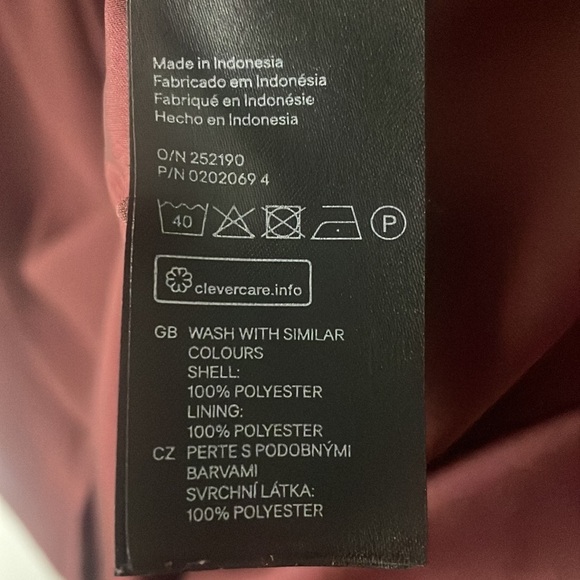 Made in Indonesia
Fabricado em Indonésia
Fabriqué en Indonésie
Hecho en Indonesia
O/N 252190
P/N 0202069 4
40 P
clevercare.info
GB WASH WITH SIMILAR
COLOURS
SHELL:
100% POLYESTER
LINING:
100% POLYESTER
CZ PERTE S PODOBNÝMI
BARVAMI
SVRCHNÍ LÁTKA:
100% POLYESTER